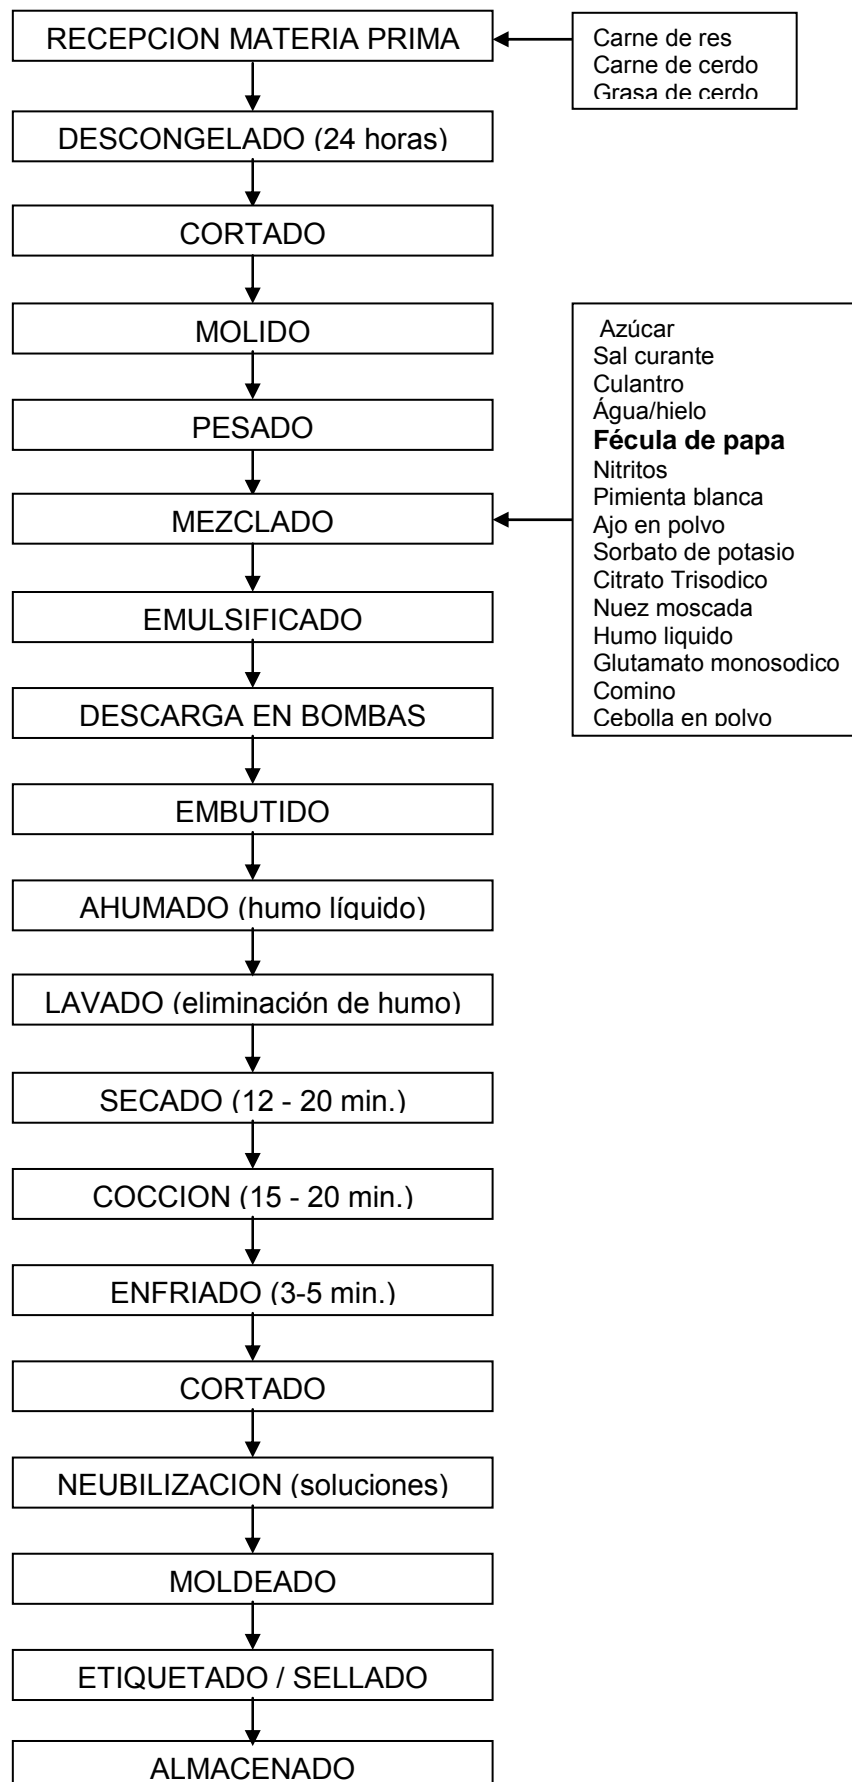 RECEPCION MATERIA PRIMA
Carne de res
Carne de cerdo
Grasa de cerdo
DESCONGELADO (24 horas)
CORTADO
MOLIDO
PESADO
MEZCLADO
Azúcar
Sal curante
Culantro
Água/hielo
Fécula de papa
Nitritos
Pimienta blanca
Ajo en polvo
Sorbato de potasio
Citrato Trisodico
Nuez moscada
Humo liquido
Glutamato monosodico
Comino
Cebolla en polvo
EMULSIFICADO
DESCARGA EN BOMBAS
EMBUTIDO
AHUMADO (humo líquido)
LAVADO (eliminación de humo)
SECADO (12 - 20 min.)
COCCION (15 - 20 min.)
ENFRIADO (3-5 min.)
CORTADO
NEUBILIZACION (soluciones)
MOLDEADO
ETIQUETADO / SELLADO
ALMACENADO